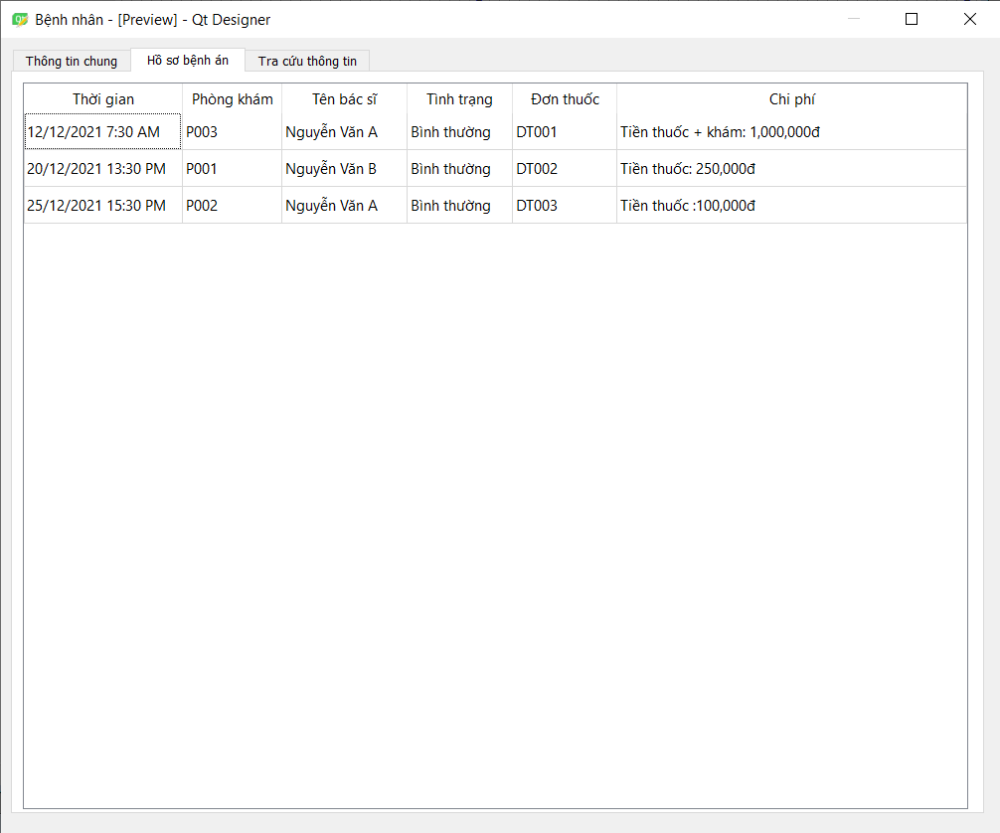 Bệnh nhân - [Preview] - Qt Designer
Thông tin chung Hồ sơ bệnh án Tra cứu thông tin
Thời gian Phòng khám Tên bác sĩ Tình trạng Đơn thuốc Chi phí
12/12/2021 7:30 AM P003 Nguyễn Văn A Bình thường DT001 Tiền thuốc + khám: 1,000,000đ
20/12/2021 13:30 PM P001 Nguyễn Văn B Bình thường DT002 Tiền thuốc: 250,000đ
25/12/2021 15:30 PM P002 Nguyễn Văn A Bình thường DT003 Tiền thuốc :100,000đ